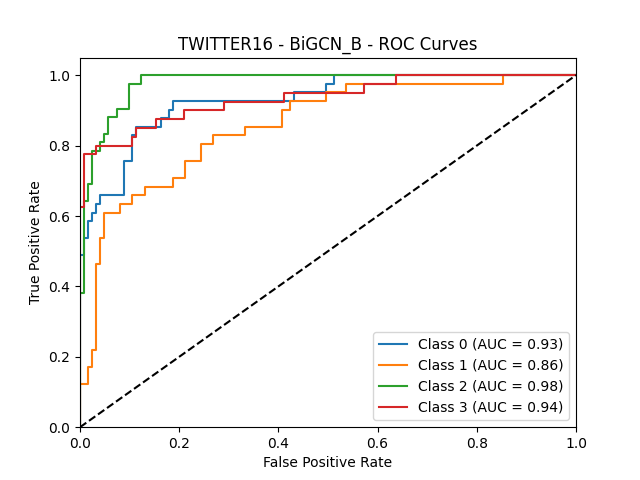 TWITTER16 - BiGCN_B - ROC Curves
1.0
0.8
0.6
0.4
0.2
0.0
True Positive Rate
Class 0 (AUC = 0.93)
Class 1 (AUC = 0.86)
Class 2 (AUC = 0.98)
Class 3 (AUC = 0.94)
0.0 0.2 0.4 0.6 0.8 1.0
False Positive Rate